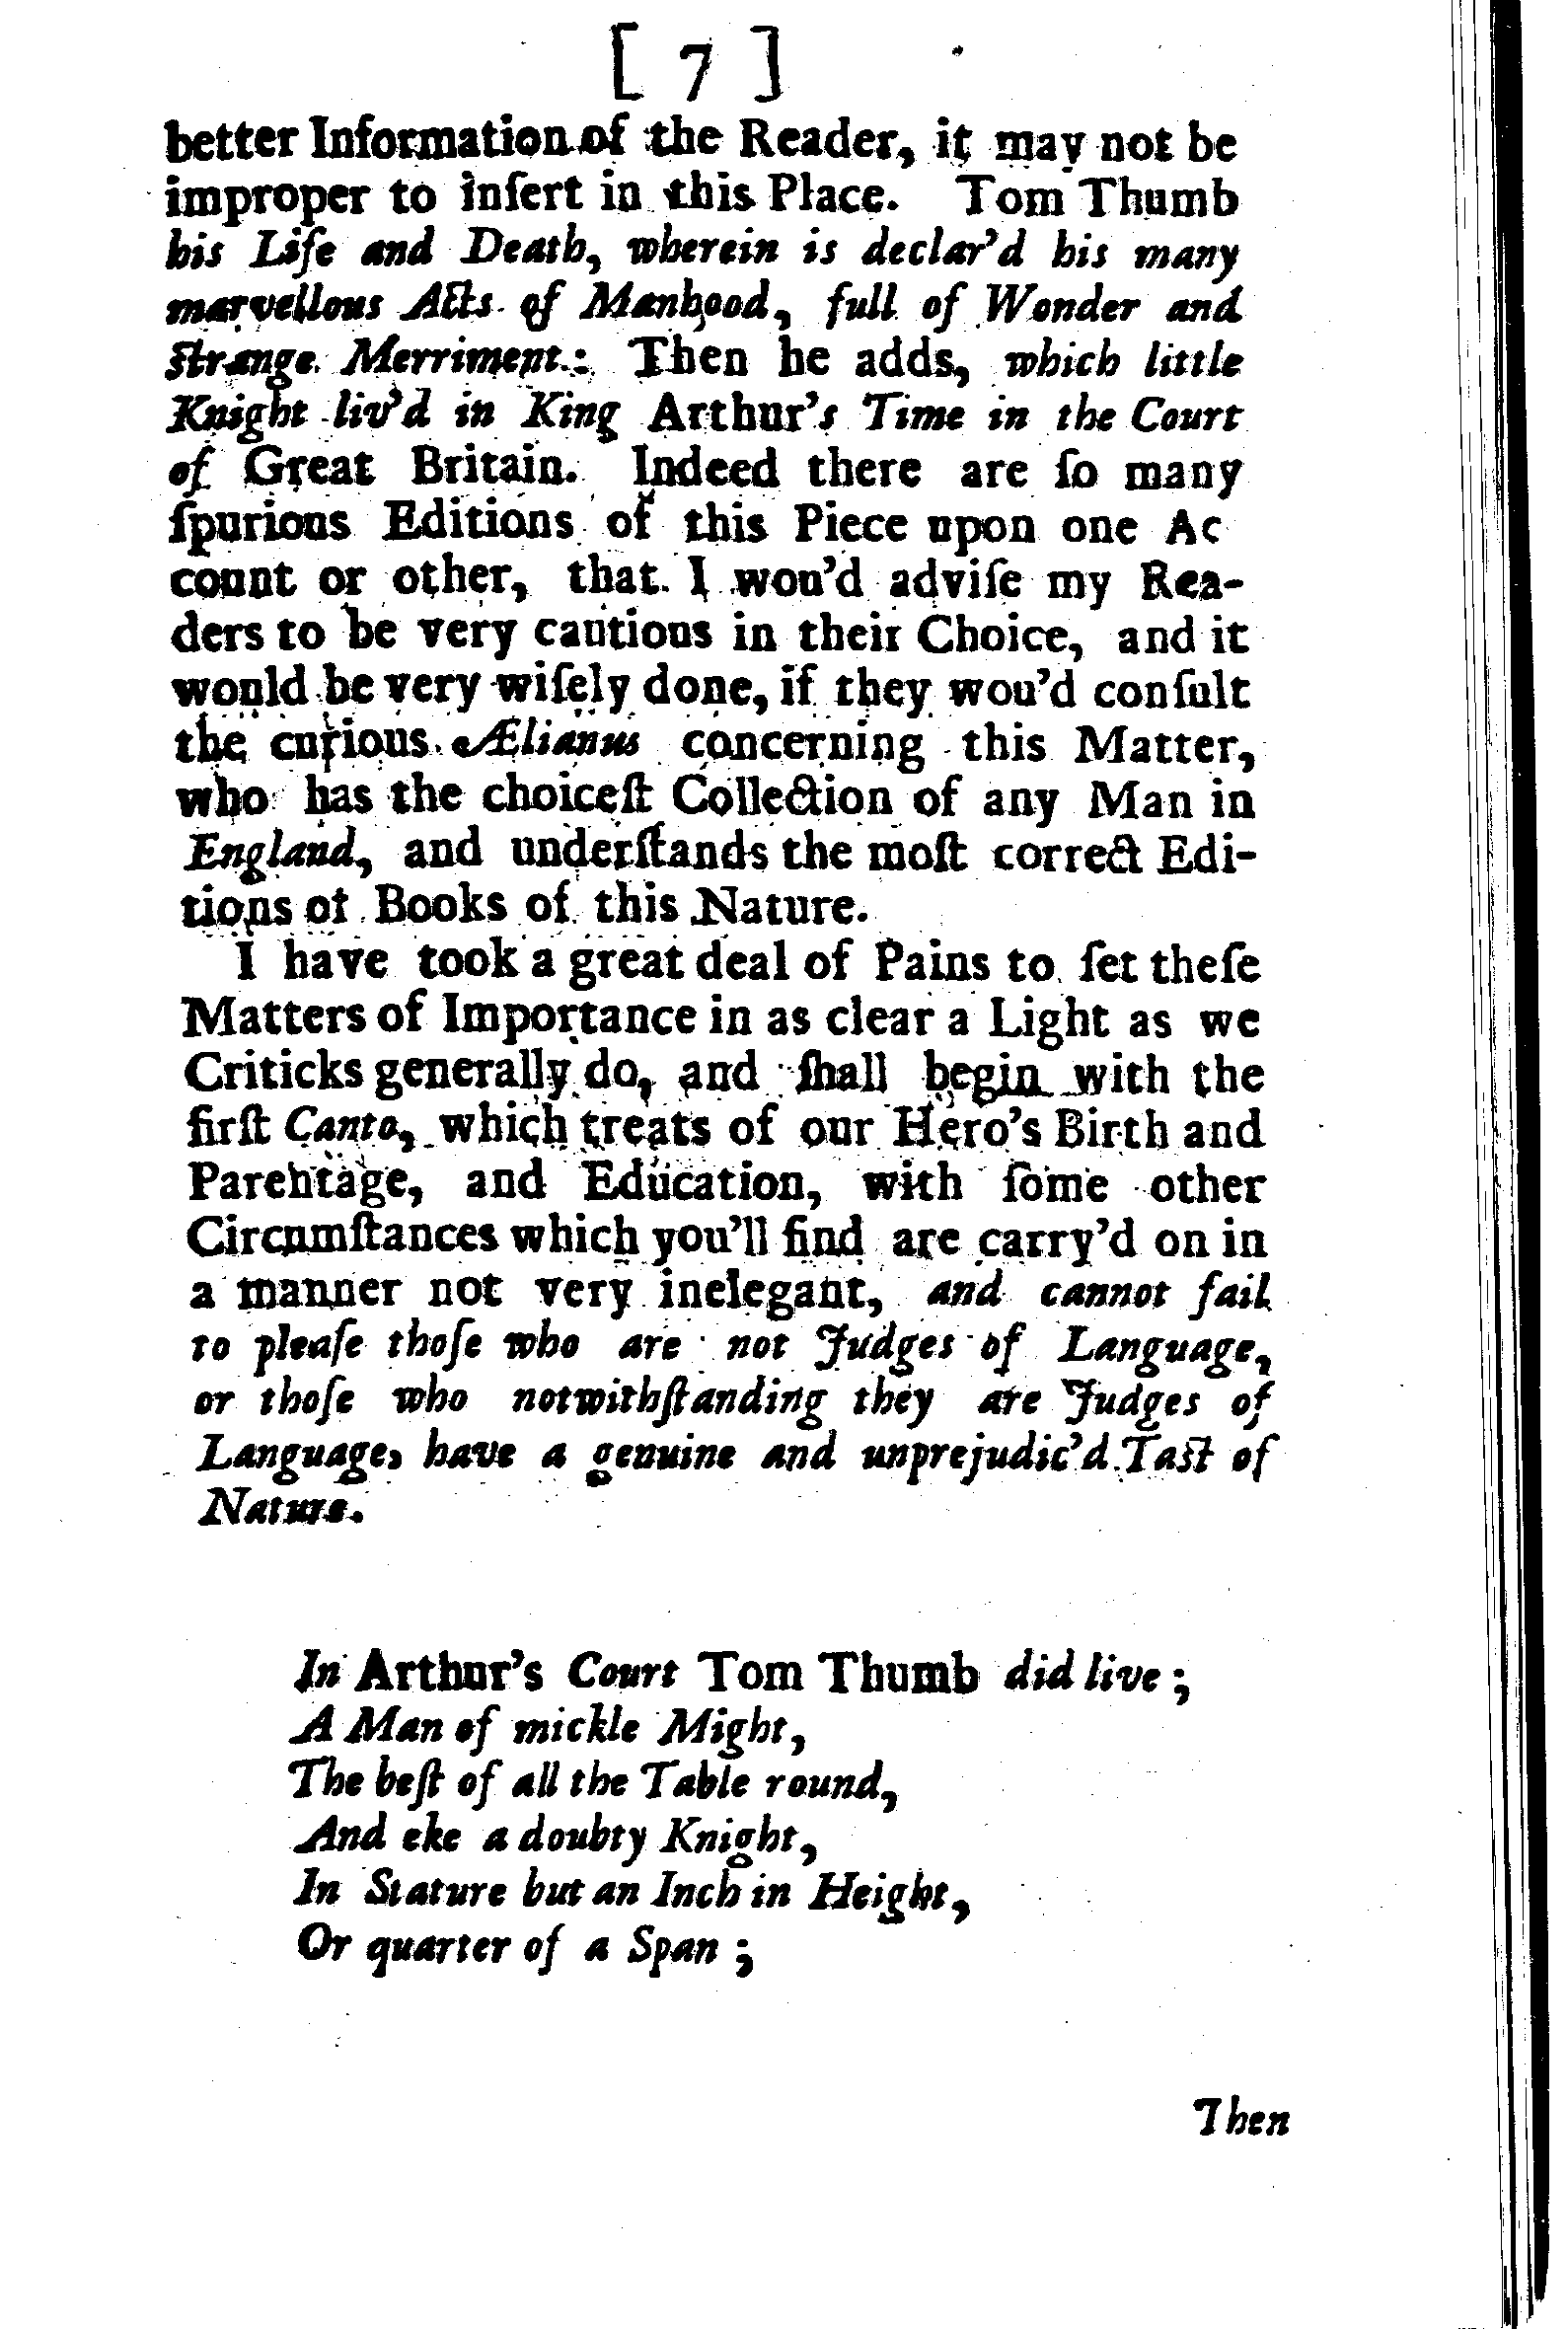 [ 7 ]
better Information of the Reader, it may not be
improper to inſert in this Place. Tom Thumb
his Life and Death, wherein is declar'd his many
marvellous Acts of Manhood, full of Wonder and
ſtrange Merriment: Then he adds, which little
Knight liv'd in King Arthur's Time in the Court
of Great Britain. Indeed there are ſo many
ſpurious Editions of this Piece upon one Ac
count or other, that I wou'd adviſe my Rea-
ders to be very cautious in their Choice, and it
would be very wiſely done, if they wou'd conſult
the curious Ælianus concerning this Matter,
who has the choiceſt Collection of any Man in
England, and underſtands the moſt correct Edi-
tions of Books of this Nature.
I have took a great deal of Pains to ſet theſe
Matters of Importance in as clear a Light as we
Criticks generally do, and ſhall begin with the
firſt Canto, which treats of our Hero's Birth and
Parentage, and Education, with ſome other
Circumſtances which you'll find are carry'd on in
a manner not very inelegant, and cannot fail
to pleaſe thoſe who are not Judges of Language,
or thoſe who notwithſtanding they are Judges of
Language, have a genuine and unprejudic'd Taſt of
Nature.
In Arthur's Court Tom Thumb did live;
A Man of mickle Might,
The beſt of all the Table round,
And eke a doubty Knight,
In Stature but an Inch in Height,
Or quarter of a Span;
Then